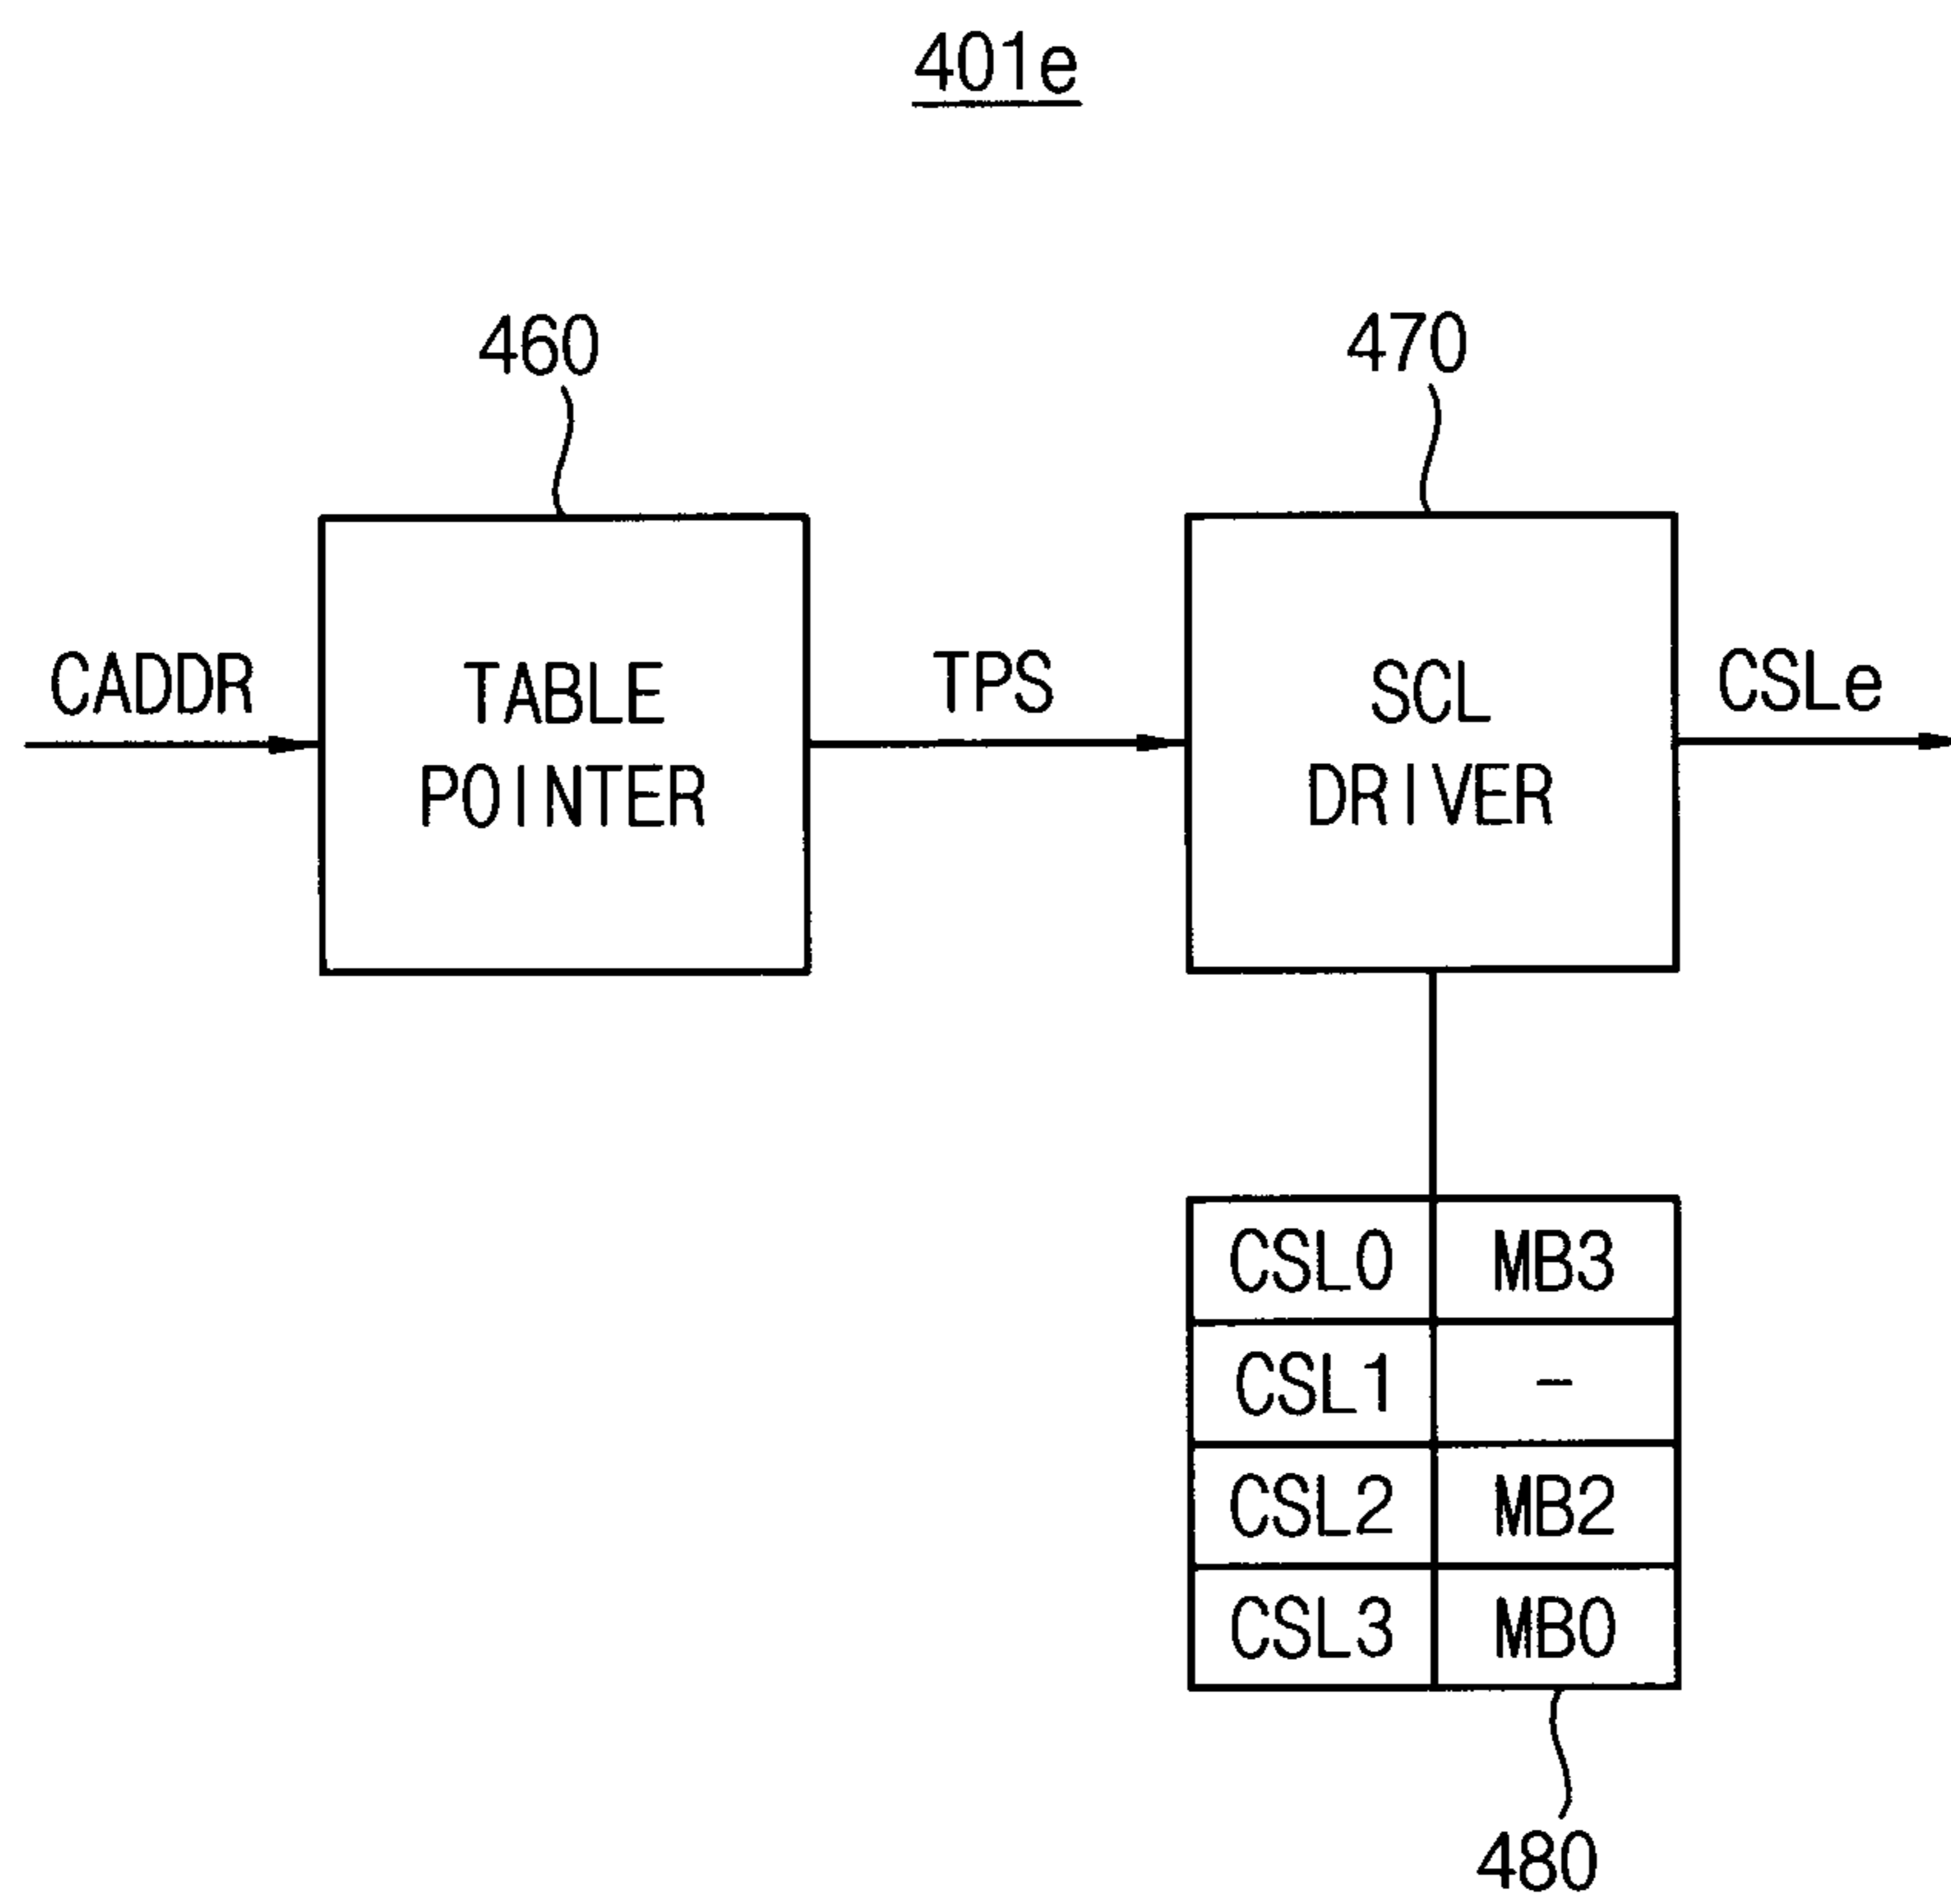 401e
460
470
CADDR
TABLE
POINTER
TPS
SCL
DRIVER
CSLe
CSL0 MB3
CSL1 -
CSL2 MB2
CSL3 MB0
480